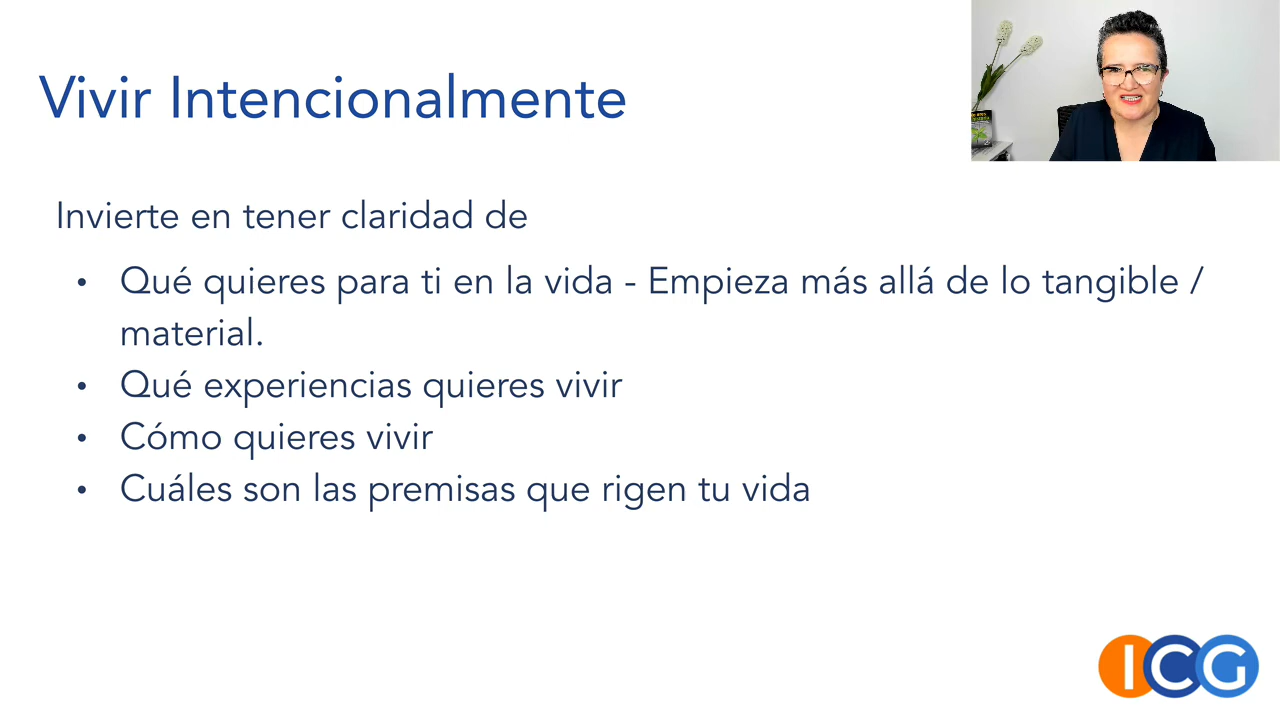 Vivir Intencionalmente
Invierte en tener claridad de
• Qué quieres para ti en la vida - Empieza más allá de lo tangible /
material.
• Qué experiencias quieres vivir
• Cómo quieres vivir
• Cuáles son las premisas que rigen tu vida
ICG